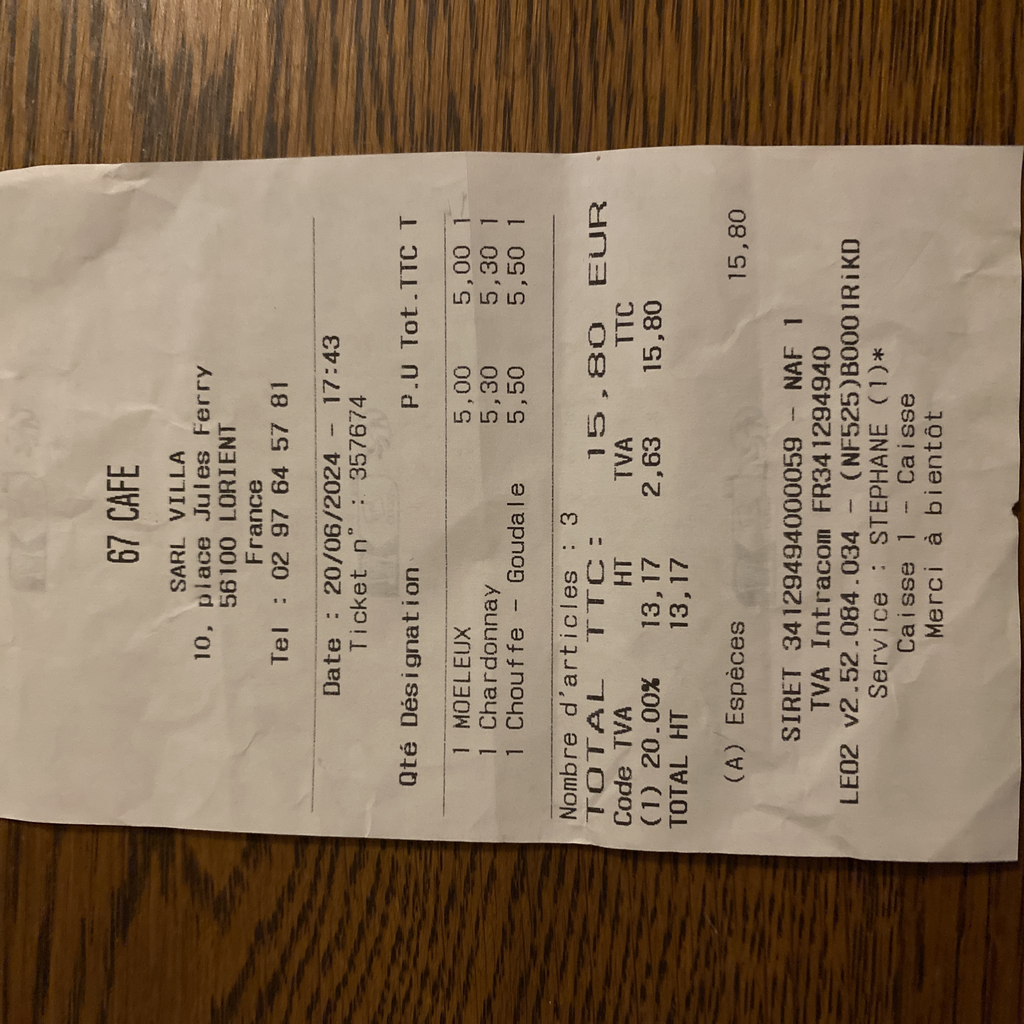 67 CAFE
SARL VILLA
10, place Jules Ferry
56100 LORIENT
France
Tel : 02 97 64 57 81
Date : 20/06/2024 - 17:43
Ticket n° : 357674
Qté Désignation P.U Tot.TTC T
1 MOELEUX 5,00 5,00 1
1 Chardonnay 5,30 5,30 1
1 Chouffe - Goudale 5,50 5,50 1
Nombre d'articles : 3
TOTAL TTC: 15,80 EUR
Code TVA HT TVA TTC
(1) 20.00% 13,17 2,63 15,80
TOTAL HT 13,17
(A) Espèces 15,80
SIRET 34129494000059 - NAF 1
TVA Intracom FR341294940
LEO2 v2.52.084.034 - (NF525)B0001RiKD
Service : STEPHANE (1)*
Caisse 1 - Caisse
Merci à bientôt